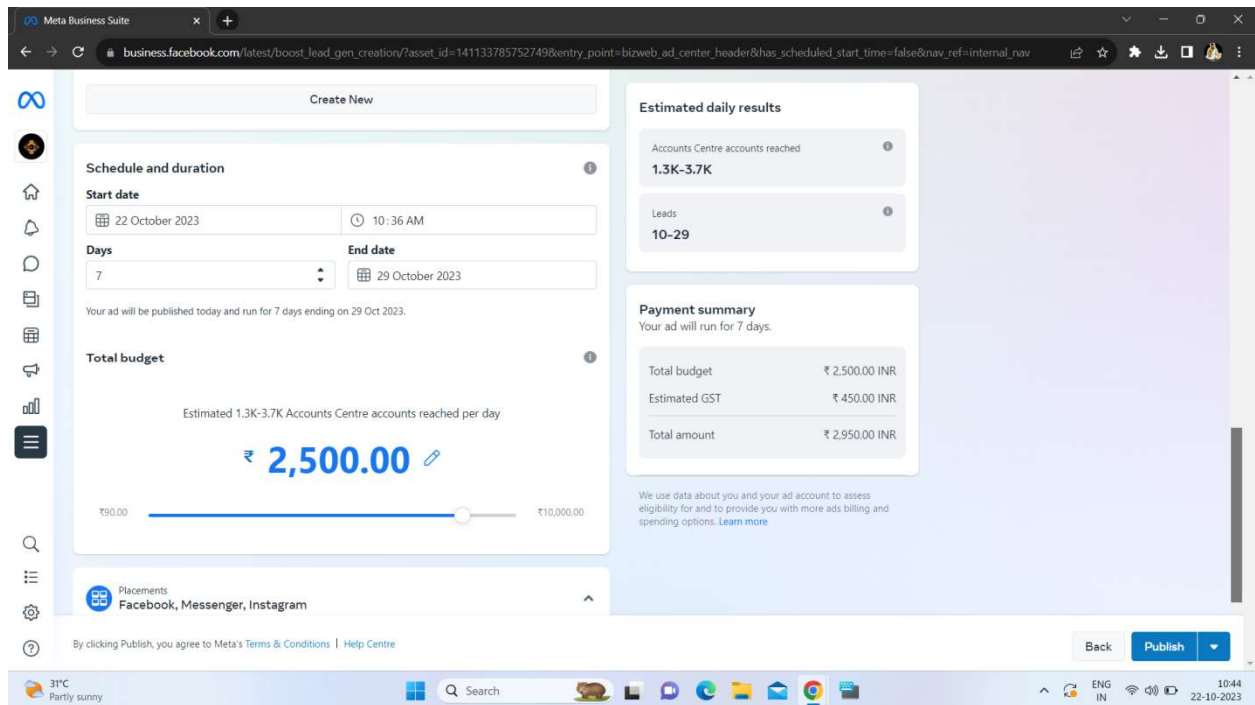 Meta Business Suite
business.facebook.com/latest/boost_lead_gen_creation/?asset_id=1411337857527498&entry_point=bizweb_ad_center_header&has_scheduled_start_time=false&nav_ref=internal_nav
Create New
Schedule and duration
Start date
22 October 2023
10:36 AM
Days
End date
7
29 October 2023
Your ad will be published today and run for 7 days ending on 29 Oct 2023.
Total budget
Estimated 1.3K-3.7K Accounts Centre accounts reached per day
₹ 2,500.00
₹90.00
₹10,000.00
Placements
Facebook, Messenger, Instagram
Estimated daily results
Accounts Centre accounts reached
1.3K-3.7K
Leads
10-29
Payment summary
Your ad will run for 7 days.
Total budget ₹ 2,500.00 INR
Estimated GST ₹ 450.00 INR
Total amount ₹ 2,950.00 INR
We use data about you and your ad account to assess
eligibility for and to provide you with more ads billing and
spending options. Learn more
By clicking Publish, you agree to Meta's Terms & Conditions | Help Centre
Back
Publish
31°C
Partly sunny
Search
ENG
IN
10:44
22-10-2023